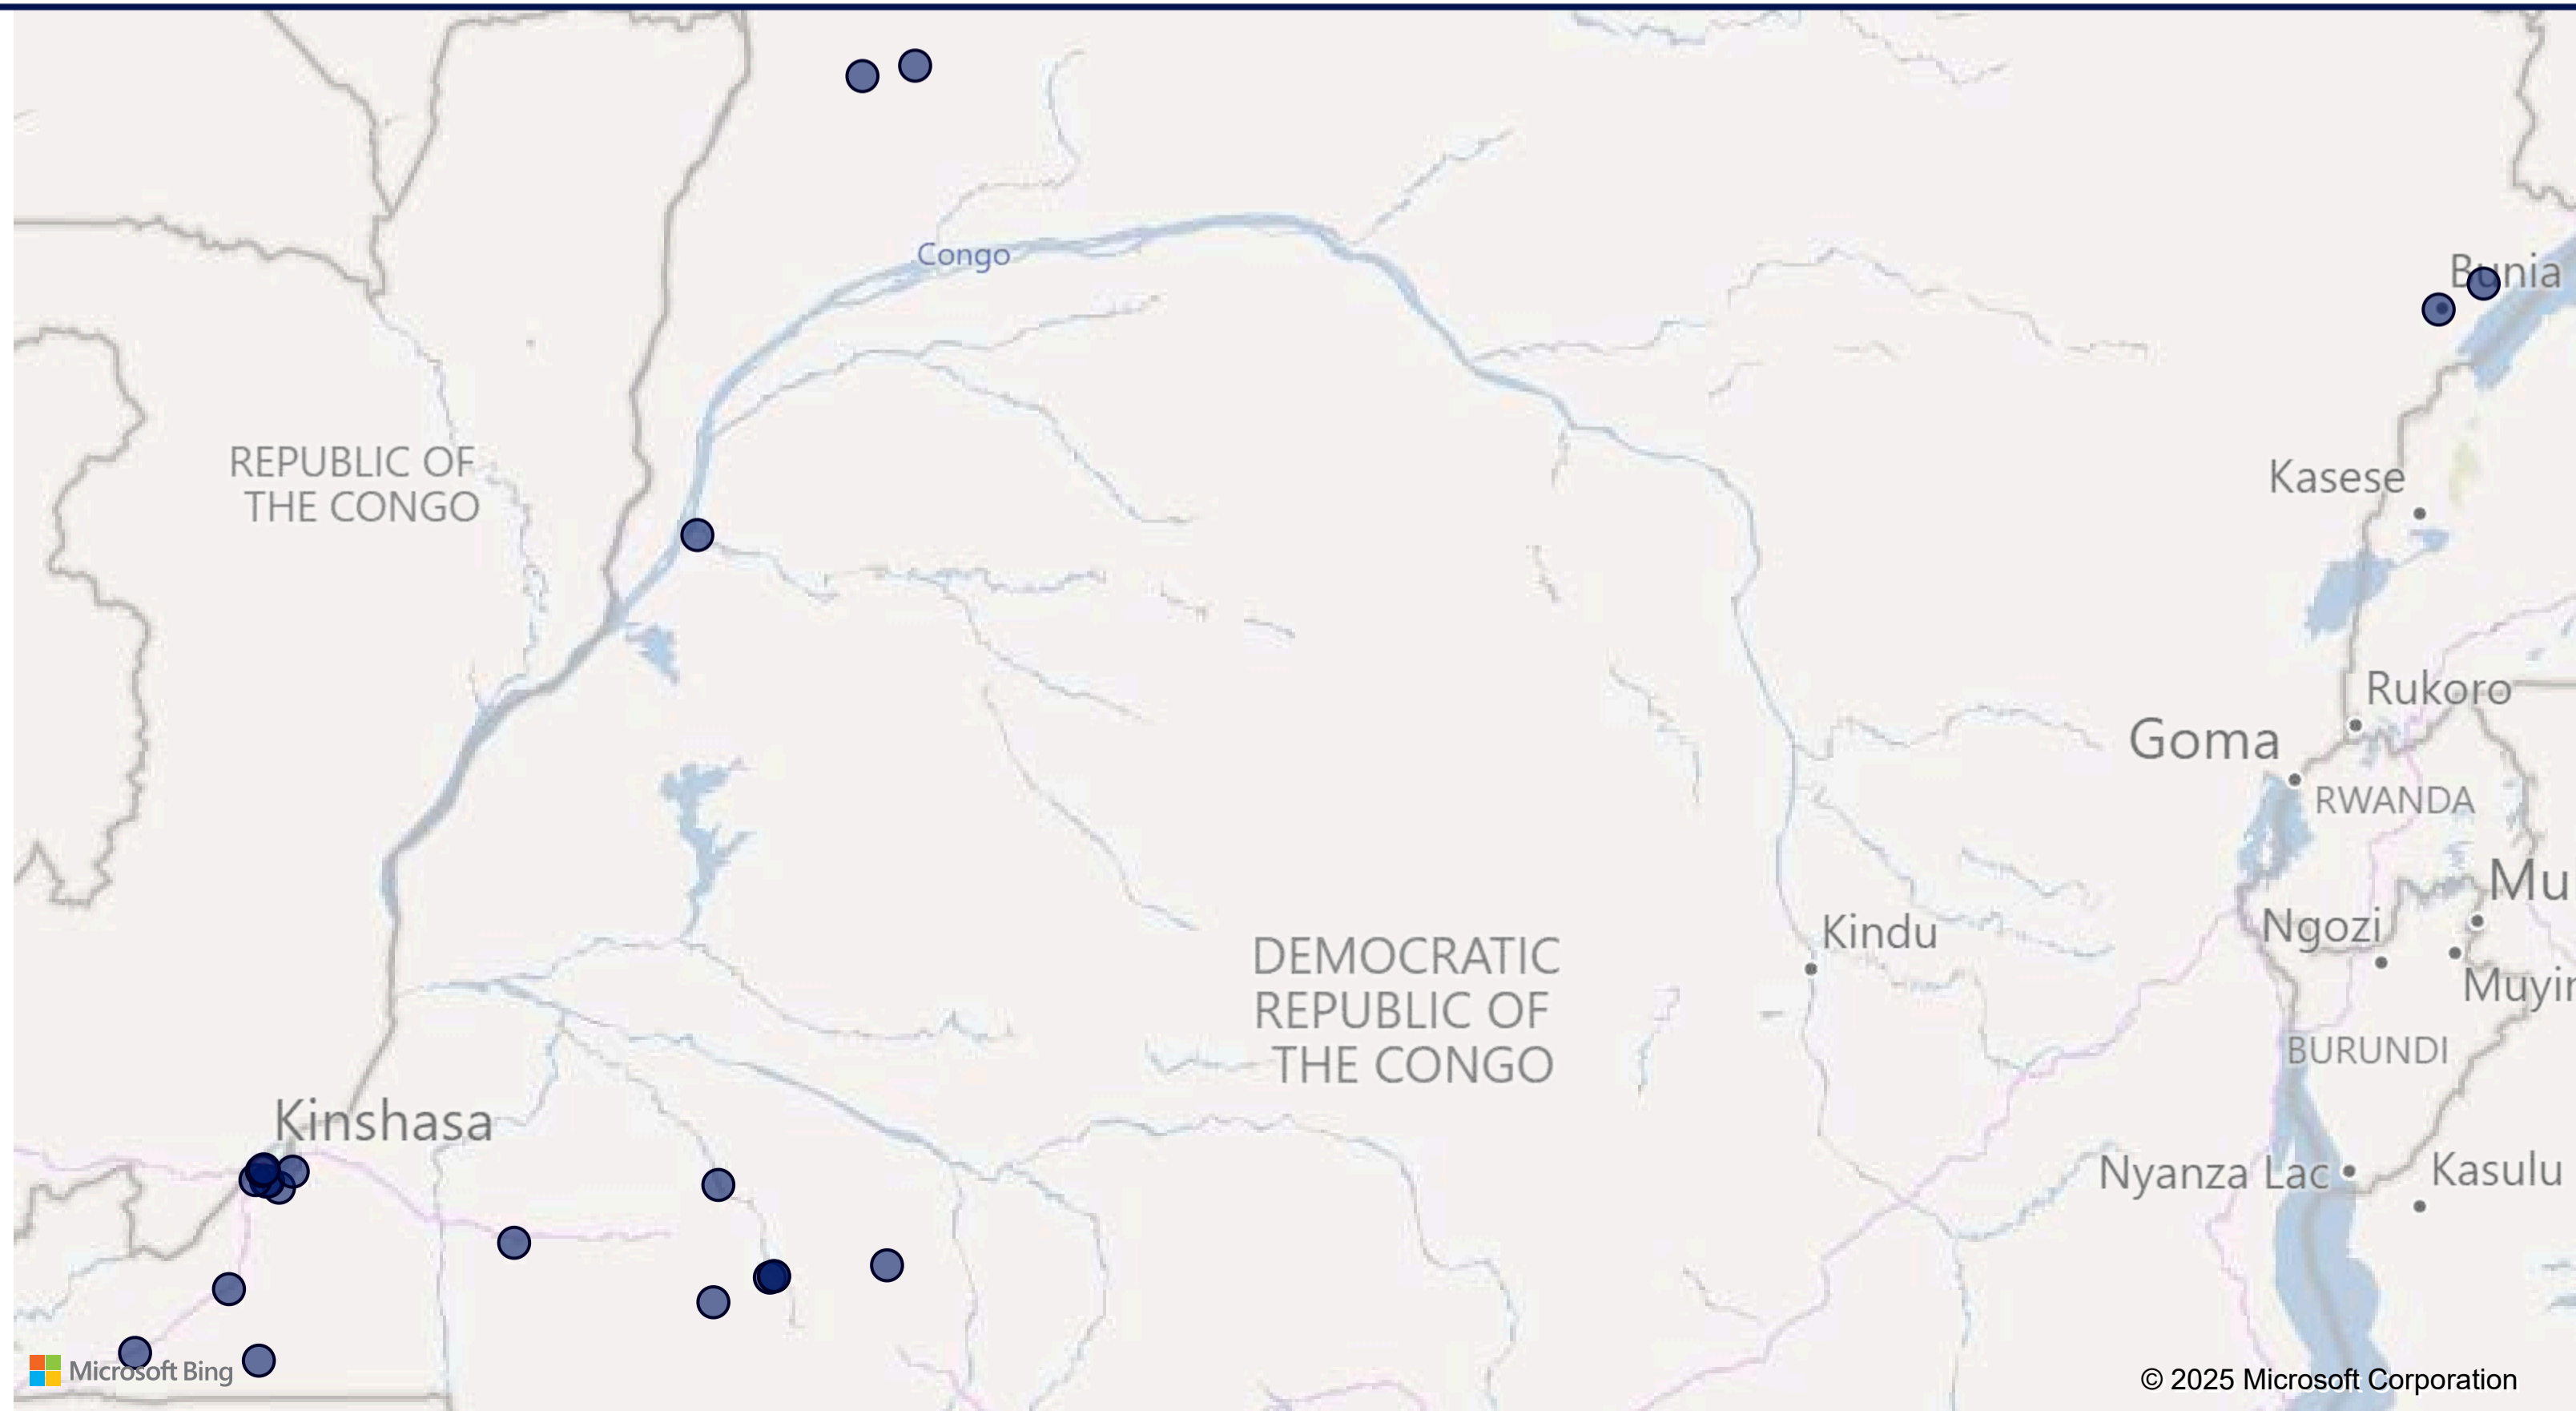 Congo
Bunia
REPUBLIC OF
THE CONGO
Kasese
Rukoro
Goma
RWANDA
Mu
Kindu
Ngozi
Muyir
DEMOCRATIC
REPUBLIC OF
THE CONGO
BURUNDI
Kinshasa
Nyanza Lac
Kasulu
Microsoft Bing
© 2025 Microsoft Corporation